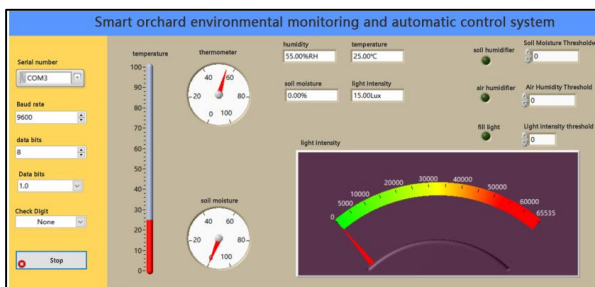 Smart orchard environmental monitoring and automatic control system
Serial number
COM3
Baud rate
9600
data bits
8
Data bits
1.0
Check Digit
None
Stop
temperature
100
90
80
70
60
50
40
30
20
10
0
thermometer
40 60
20 80
0 100
soil moisture
40 60
20 80
0 100
humidity
55.00%RH
temperature
25.00℃
soil moisture
0.00%
light intensity
15.00Lux
soil humidifier
Soil Moisture Thresholde
0
air humidifier
Air Humidity Threshold
0
fill light
Light intensity threshold
0
light intensity
0
5000
10000
20000
30000
40000
50000
60000
65535